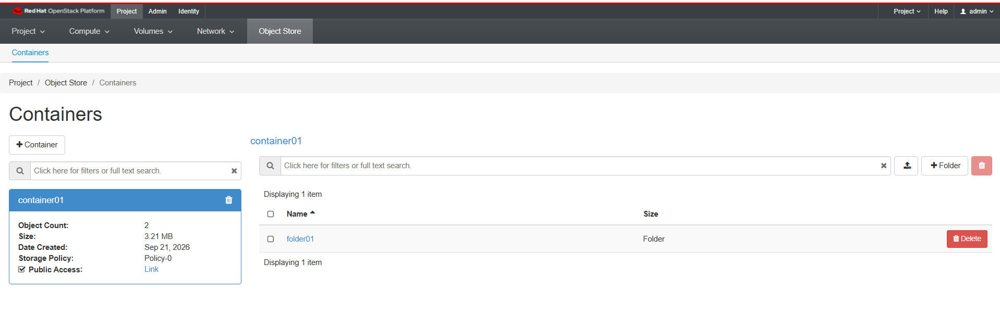 Red Hat OpenStack Platform Project Admin Identity Project Help admin
Project Compute Volumes Network Object Store
Containers
Project / Object Store / Containers
Containers
Container
Click here for filters or full text search.
container01
Object Count: 2
Size: 3.21 MB
Date Created: Sep 21, 2026
Storage Policy: Policy-0
Public Access: Link
container01
Click here for filters or full text search. Folder
Displaying 1 item
Name Size
folder01 Folder Delete
Displaying 1 item